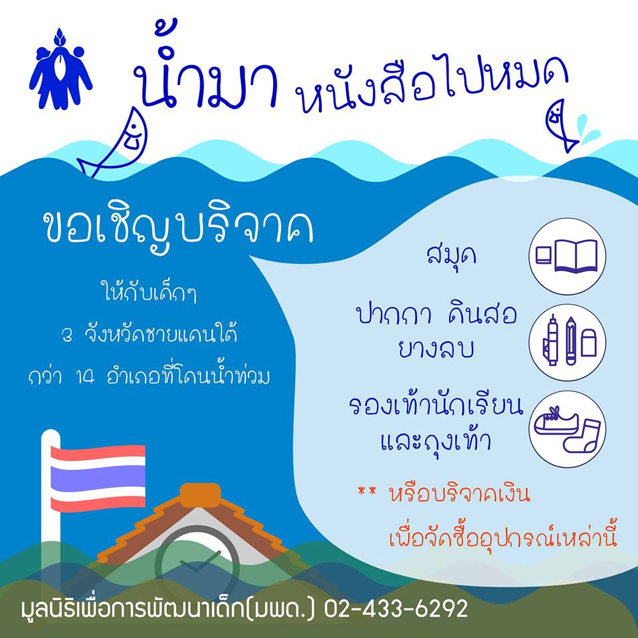 น้ำมา หนังสือไปหมด
ขอเชิญบริจาค
ให้กับเด็กๆ
3 จังหวัดชายแดนใต้
กว่า 14 อำเภอที่โดนน้ำท่วม
สมุด
ปากกา ดินสอ
ยางลบ
รองเท้านักเรียน
และถุงเท้า
** หรือบริจาคเงิน
เพื่อจัดซื้ออุปกรณ์เหล่านี้
มูลนิธิเพื่อการพัฒนาเด็ก(มพด.) 02-433-6292